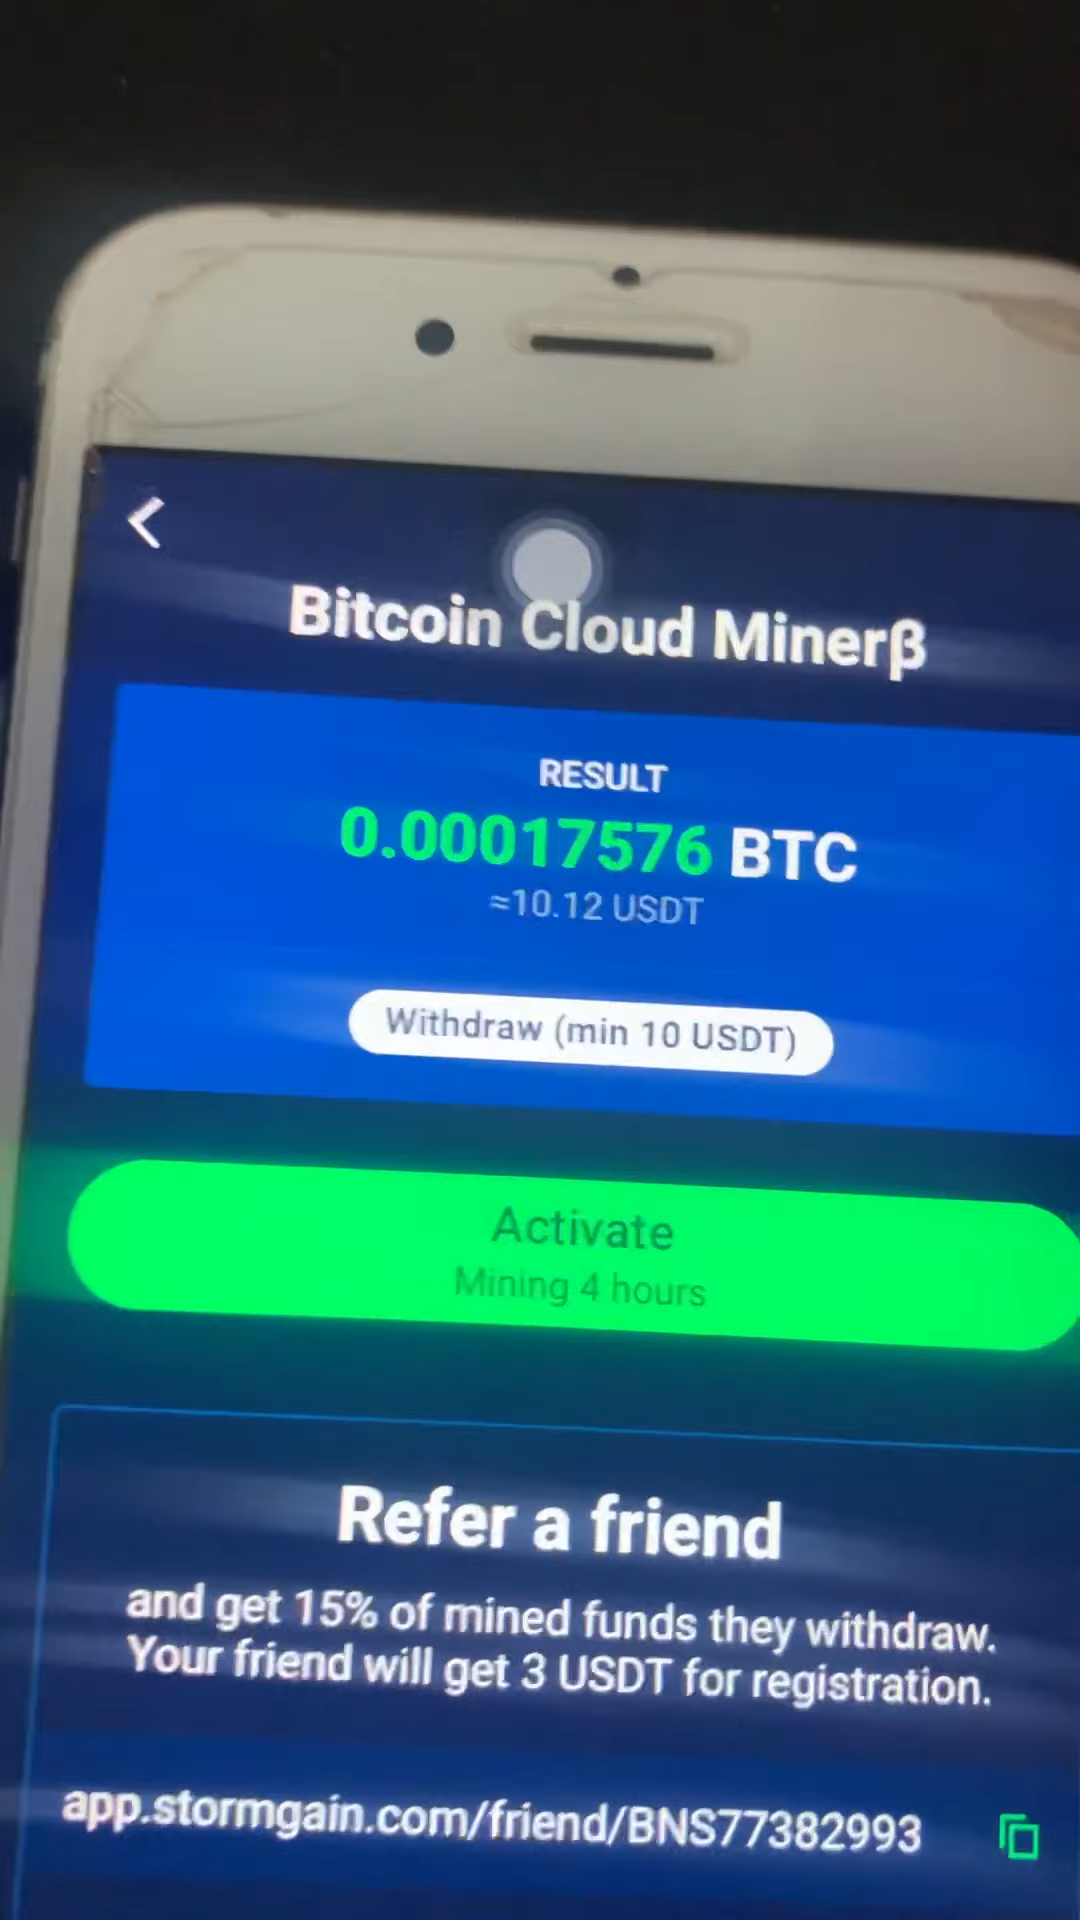 Bitcoin Cloud Minerβ
RESULT
0.00017576 BTC
≈10.12 USDT
Withdraw (min 10 USDT)
Activate
Mining 4 hours
Refer a friend
and get 15% of mined funds they withdraw.
Your friend will get 3 USDT for registration.
app.stormgain.com/friend/BNS77382993